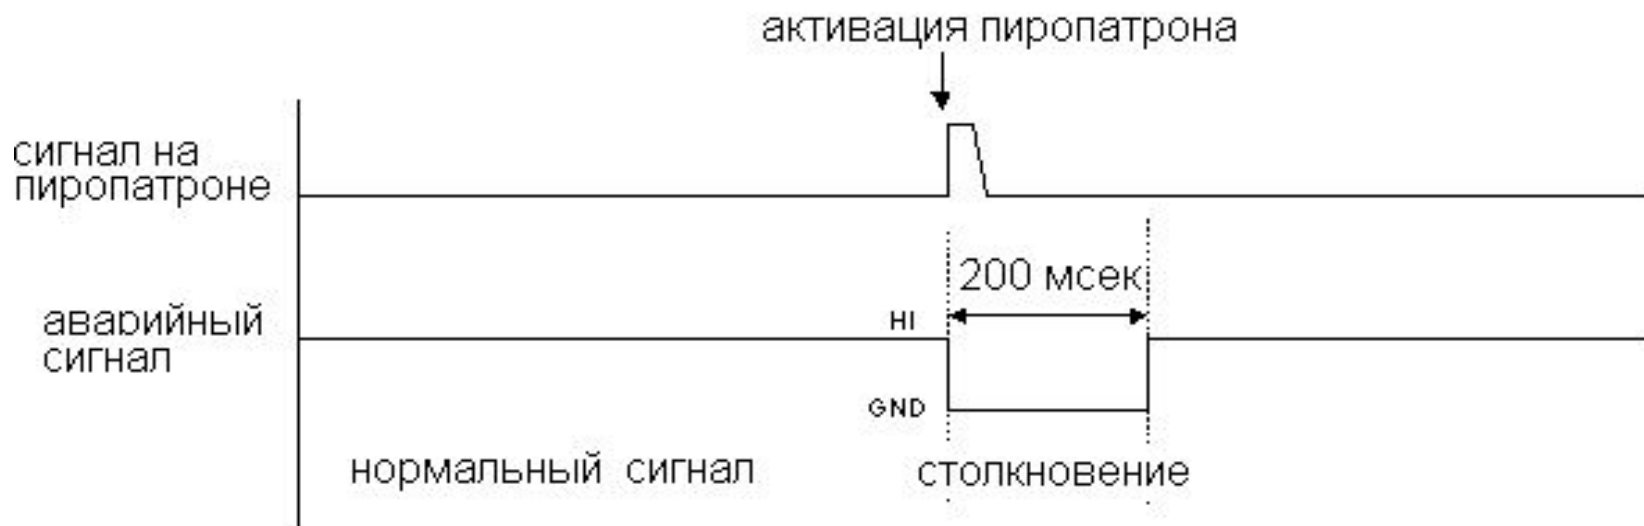 активация пиропатрона
сигнал на
пиропатроне
200 мсек
HI
аварийный
сигнал
GND
нормальный сигнал
столкновение